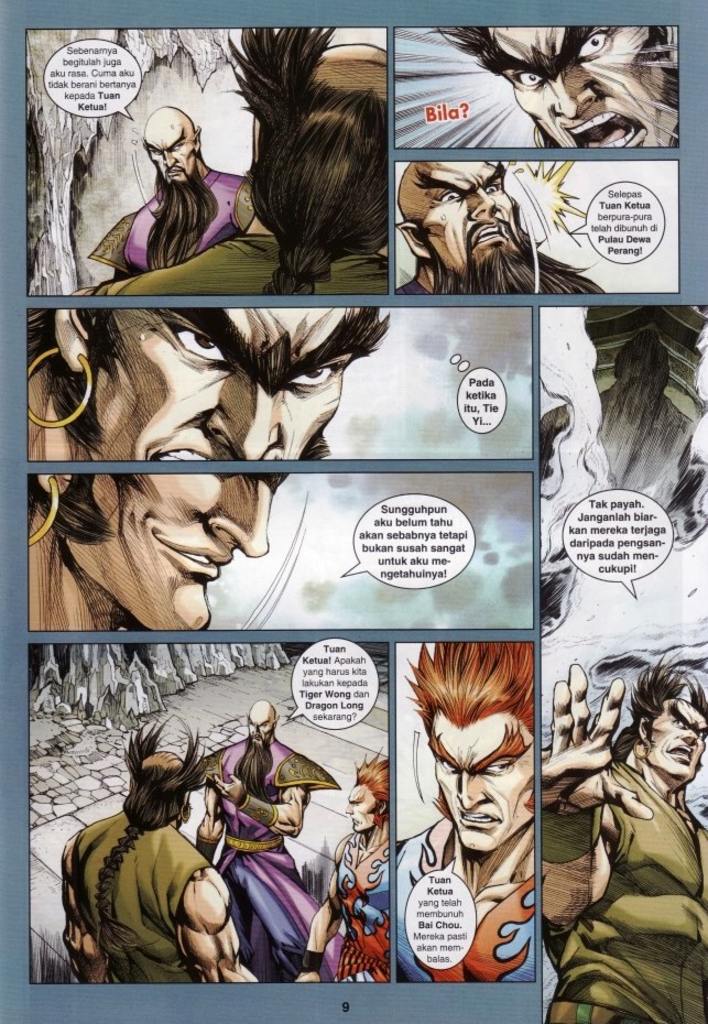 Sebenarnya
begitulah juga
aku rasa. Cuma aku
tidak berani bertanya
kepada Tuan
Ketua!
Bila?
Selepas
Tuan Ketua
berpura-pura
telah dibunuh di
Pulau Dewa
Perang!
Pada
ketika
itu, Tie
Yi...
Sungguhpun
aku belum tahu
akan sebabnya tetapi
bukan susah sangat
untuk aku me-
ngetahuinya!
Tak payah.
Janganlah biar-
kan mereka terjaga
daripada pengsan-
nya sudah men-
cukupi!
Tuan
Ketua! Apakah
yang harus kita
lakukan kepada
Tiger Wong dan
Dragon Long
sekarang?
Tuan
Ketua
yang telah
membunuh
Bai Chou.
Mereka pasti
akan mem-
balas.
9